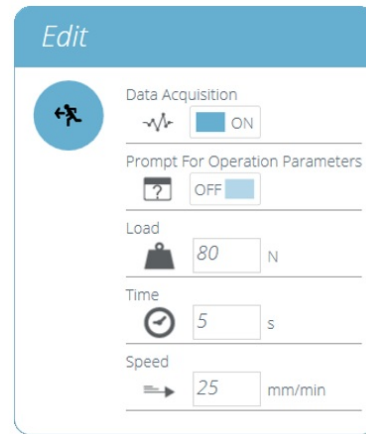 Edit
Data Acquisition
ON
Prompt For Operation Parameters
?
OFF
Load
80 N
Time
5 s
Speed
25 mm/min